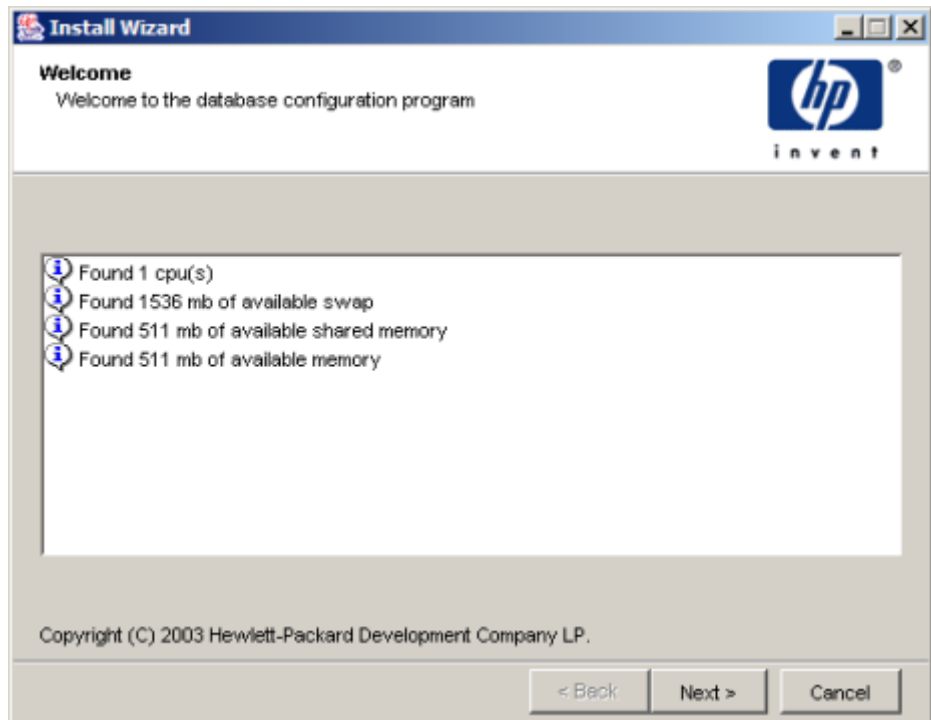 Install Wizard
Welcome
Welcome to the database configuration program
hp ®
invent
Found 1 cpu(s)
Found 1536 mb of available swap
Found 511 mb of available shared memory
Found 511 mb of available memory
Copyright (C) 2003 Hewlett-Packard Development Company LP.
< Back Next > Cancel